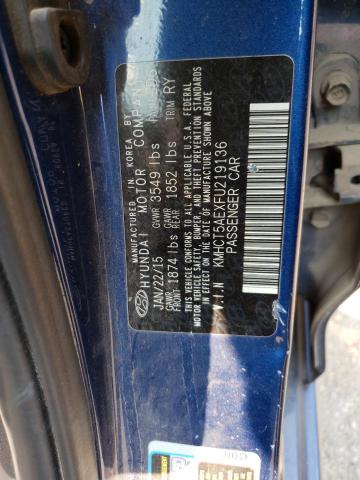 MANUFACTURED IN KOREA BY
HYUNDAI MOTOR COMPANY
JAN/22/15 GVWR 3549 lbs
GAWR FRONT 1874 lbs GAWR REAR 1852 lbs TRIM RY
THIS VEHICLE CONFORMS TO ALL APPLICABLE U.S.A. FEDERAL
MOTOR VEHICLE SAFETY, BUMPER, AND THEFT PREVENTION
STANDARDS IN EFFECT ON THE DATE OF MANUFACTURE SHOWN ABOVE
V.I.N KMHCT5AEXFU219136
PASSENGER CAR